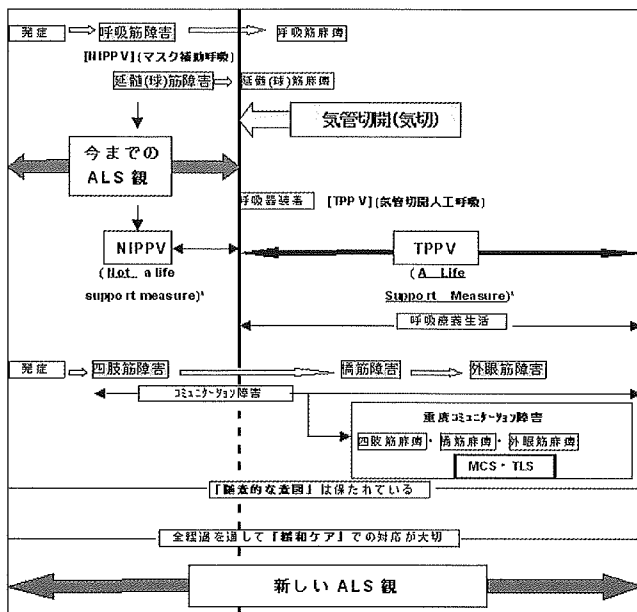 発症 呼吸筋障害 呼吸筋麻痺
[NIPPV](マスク補助呼吸)
延髄(球)筋障害 延髄(球)筋麻痺
気管切開(気切)
今までの
ALS 観
呼吸器装着 [TPPV](気管切開人工呼吸)
NIPPV TPPV
(Not a life (A Life
support measure)* Support Measure)*
呼吸療養生活
発症 四肢筋障害 橋筋障害 外眼筋障害
コミュニケーション障害
重度コミュニケーション障害
四肢筋麻痺・橋筋麻痺・外眼筋麻痺
MCS・TLS
『随意的な意図』は保たれている
全経過を通して『緩和ケア』での対応が大切
新しい ALS 観